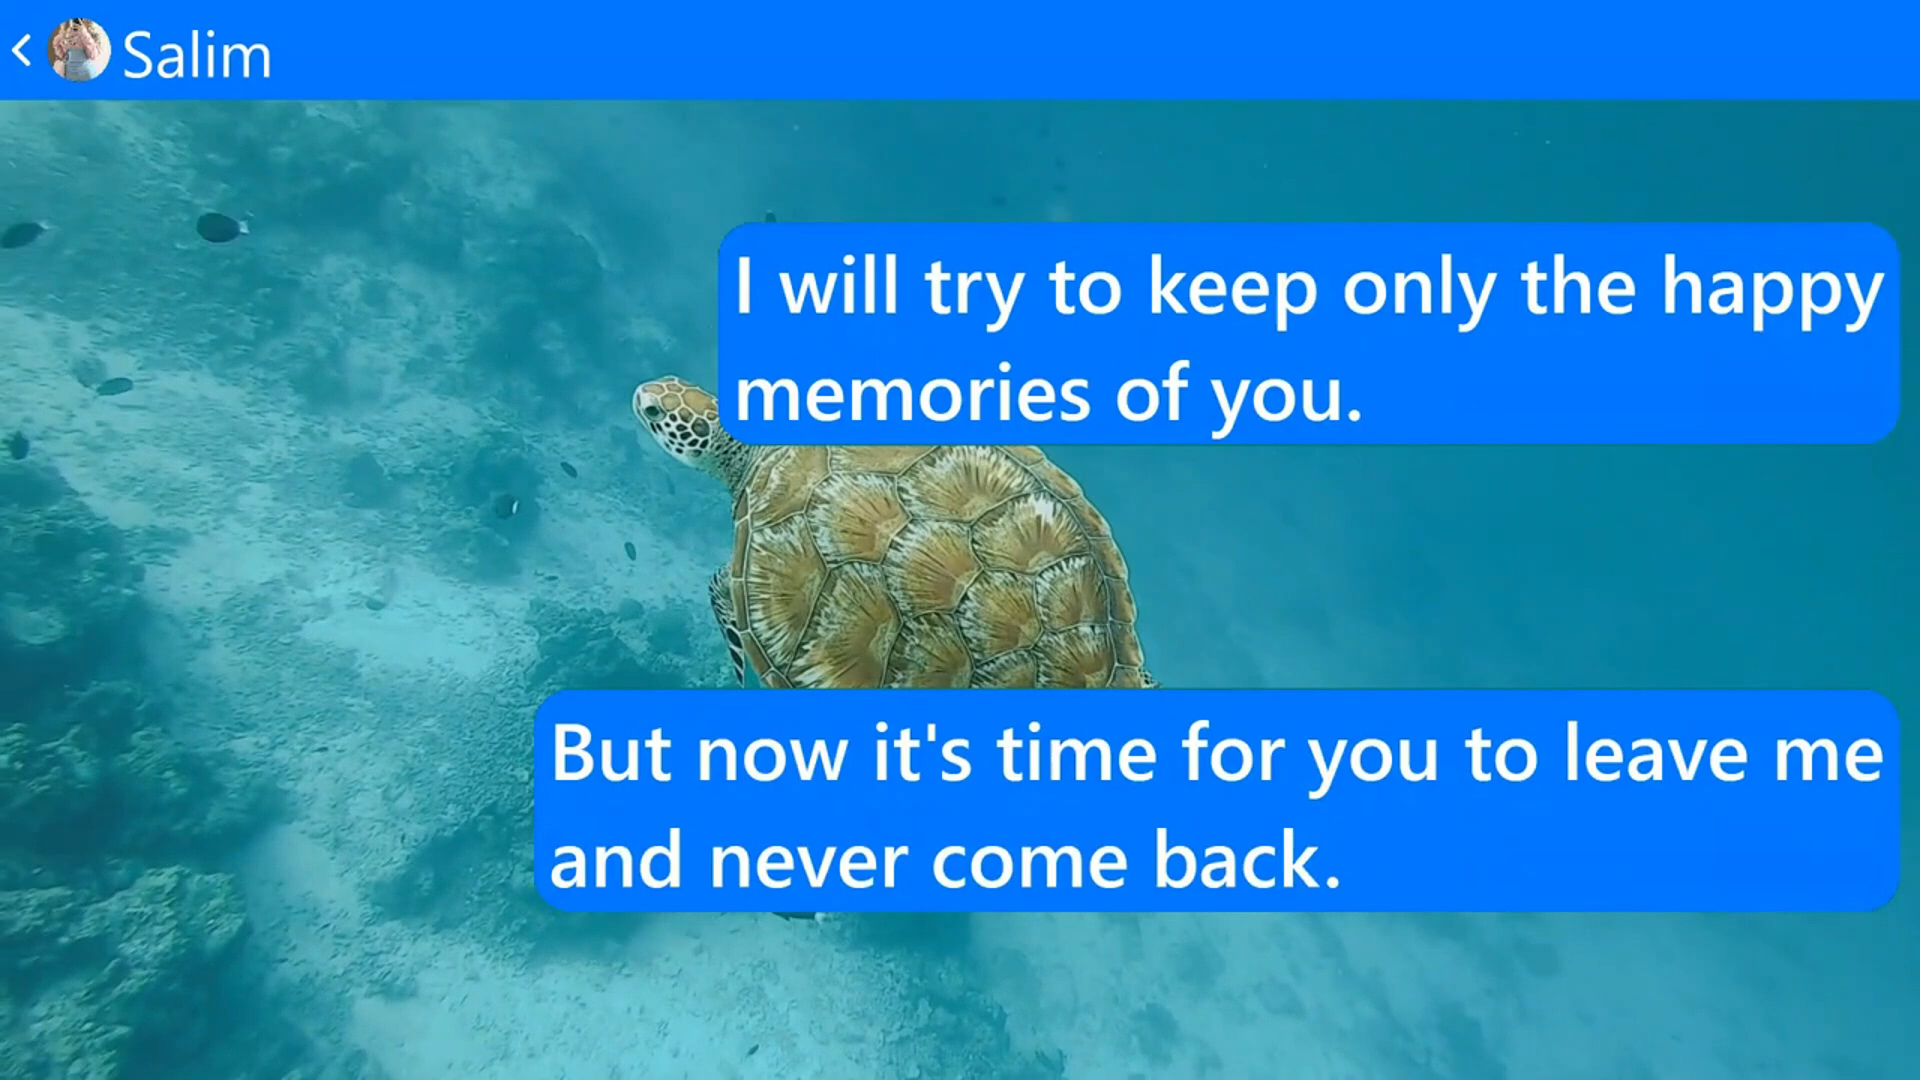 Salim
I will try to keep only the happy
memories of you.
But now it's time for you to leave me
and never come back.